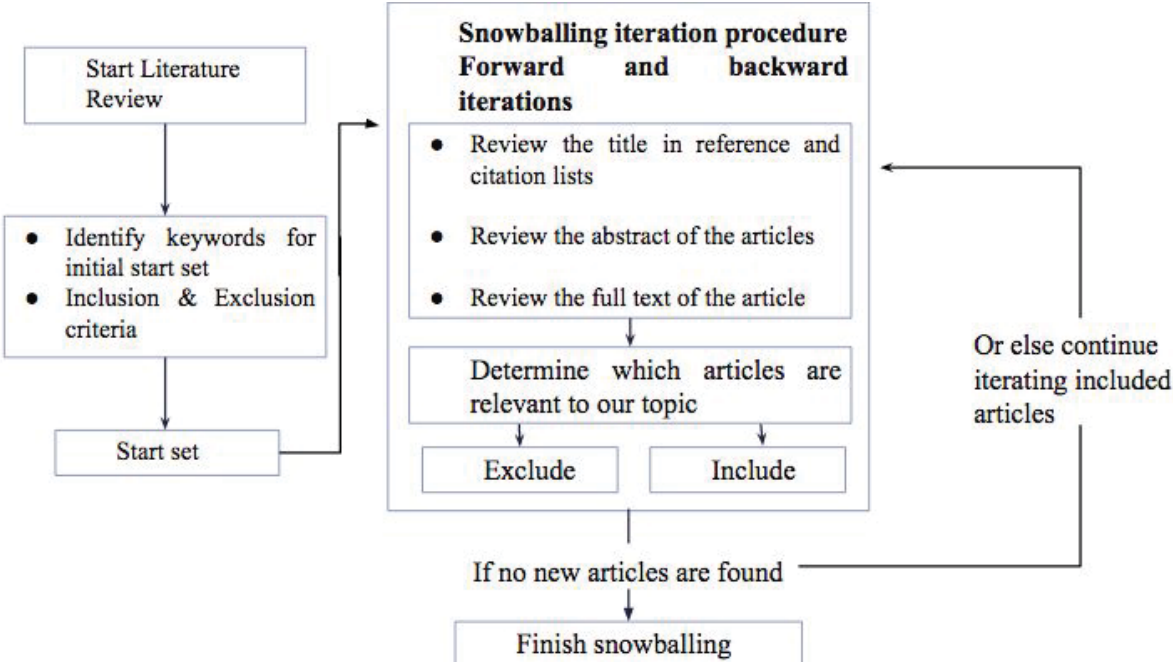 Start Literature
Review
● Identify keywords for
initial start set
● Inclusion & Exclusion
criteria
Start set
Snowballing iteration procedure
Forward and backward
iterations
● Review the title in reference and
citation lists
● Review the abstract of the articles
● Review the full text of the article
Determine which articles are
relevant to our topic
Exclude
Include
If no new articles are found
Finish snowballing
Or else continue
iterating included
articles